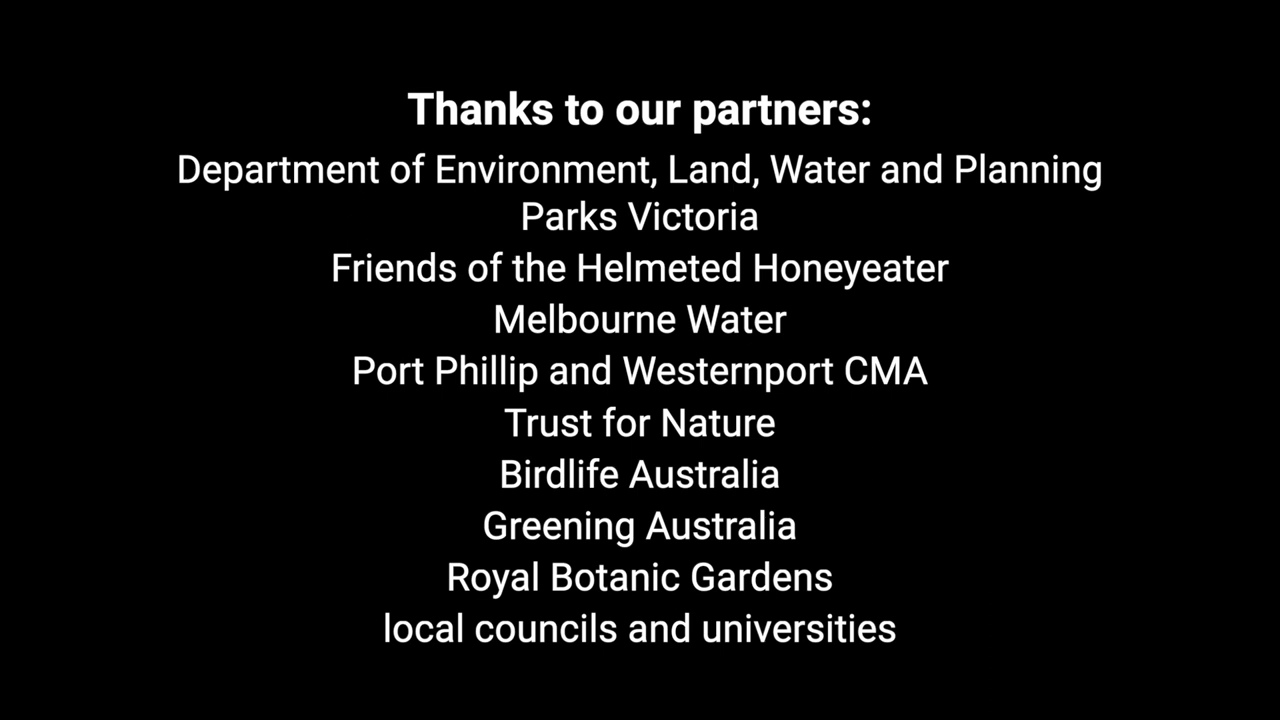 Thanks to our partners:
Department of Environment, Land, Water and Planning
Parks Victoria
Friends of the Helmeted Honeyeater
Melbourne Water
Port Phillip and Westernport CMA
Trust for Nature
Birdlife Australia
Greening Australia
Royal Botanic Gardens
local councils and universities